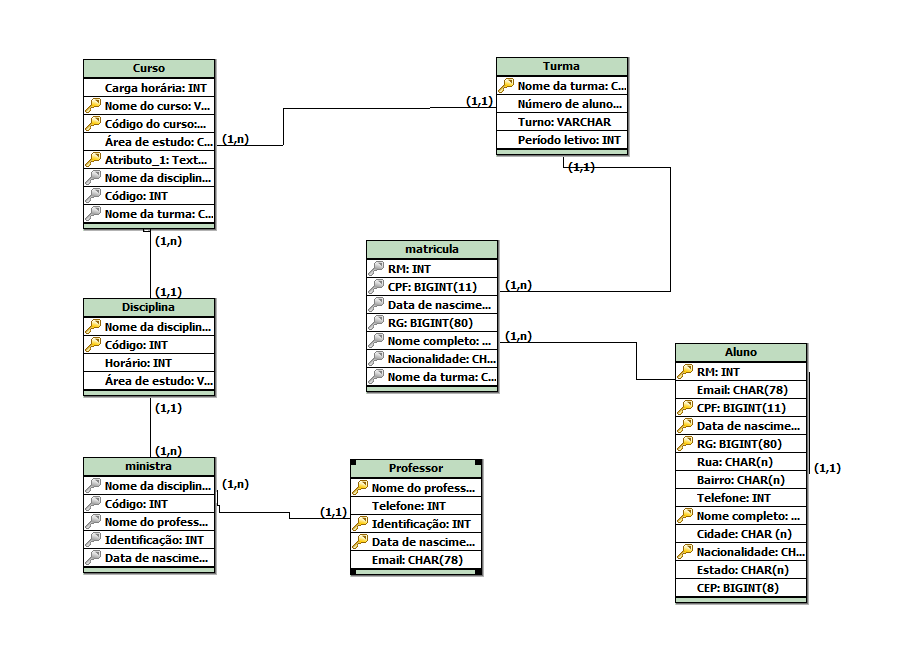 Curso
Carga horária: INT
Nome do curso: V...
Código do curso:...
Área de estudo: C...
Atributo_1: Text...
Nome da disciplin...
Código: INT
Nome da turma: C...
(1,n)
(1,1)
Turma
Nome da turma: C...
Número de aluno...
Turno: VARCHAR
Período letivo: INT
(1,1)
(1,n)
(1,1)
matricula
RM: INT
CPF: BIGINT(11)
Data de nascime...
RG: BIGINT(80)
Nome completo: ...
Nacionalidade: CH...
Nome da turma: C...
(1,n)
(1,n)
Disciplina
Nome da disciplin...
Código: INT
Horário: INT
Área de estudo: V...
(1,1)
(1,n)
Aluno
RM: INT
Email: CHAR(78)
CPF: BIGINT(11)
Data de nascime...
RG: BIGINT(80)
Rua: CHAR(n)
Bairro: CHAR(n)
Telefone: INT
Nome completo: ...
Cidade: CHAR (n)
Nacionalidade: CH...
Estado: CHAR(n)
CEP: BIGINT(8)
(1,1)
ministra
Nome da disciplin...
Código: INT
Nome do profess...
Identificação: INT
Data de nascime...
(1,n)
(1,1)
Professor
Nome do profess...
Telefone: INT
Identificação: INT
Data de nascime...
Email: CHAR(78)